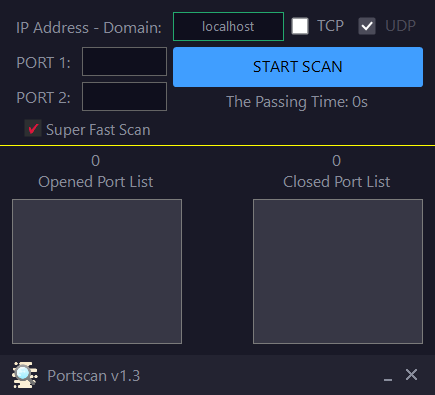 IP Address - Domain: localhost TCP UDP
PORT 1: START SCAN
PORT 2: The Passing Time: 0s
Super Fast Scan
0 0
Opened Port List Closed Port List
Portscan v1.3